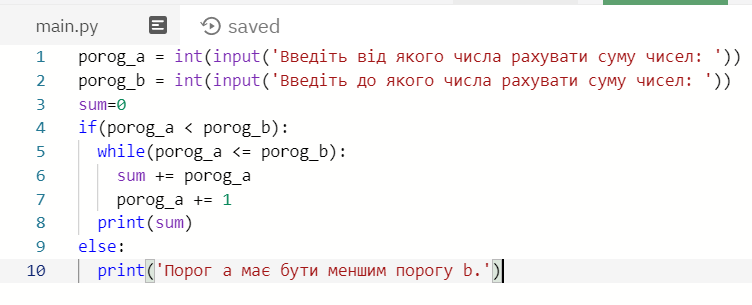 main.py saved
1 porog_a = int(input('Введіть від якого числа рахувати суму чисел: '))
2 porog_b = int(input('Введіть до якого числа рахувати суму чисел: '))
3 sum=0
4 if(porog_a < porog_b):
5 while(porog_a <= porog_b):
6 sum += porog_a
7 porog_a += 1
8 print(sum)
9 else:
10 print('Порог a має бути меншим порогу b.')